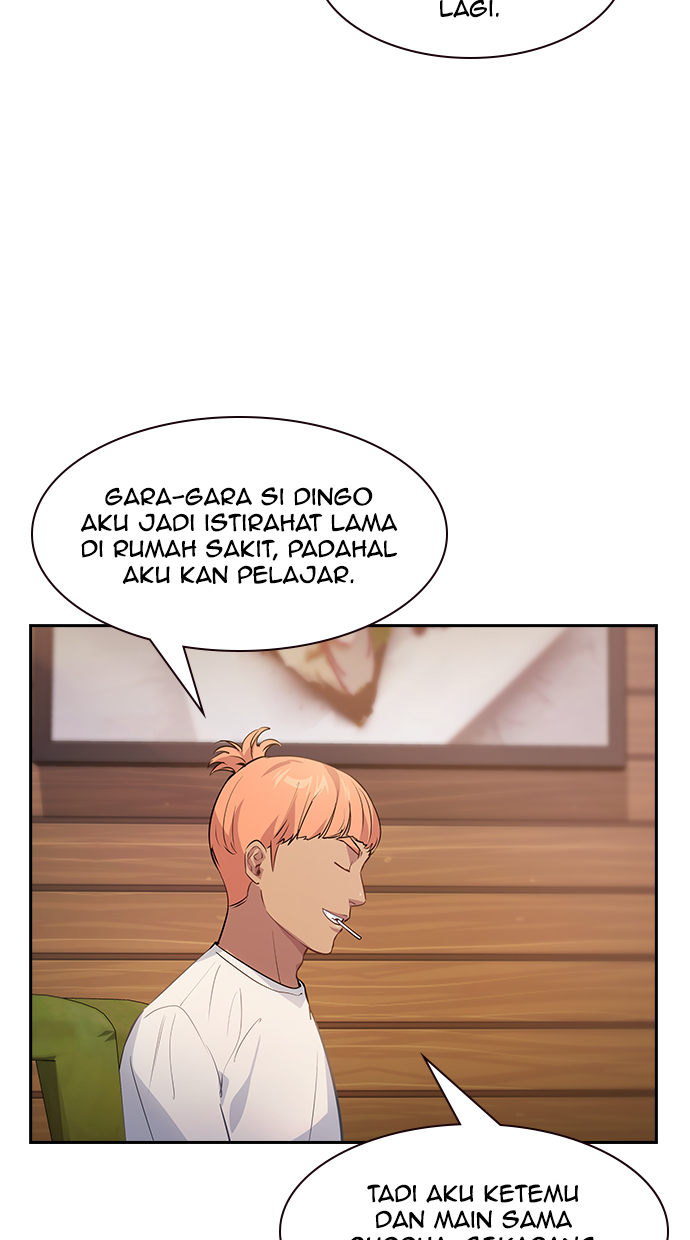 LAGI.
GARA-GARA SI DINGO
AKU JADI ISTIRAHAT LAMA
DI RUMAH SAKIT, PADAHAL
AKU KAN PELAJAR.
TADI AKU KETEMU
DAN MAIN SAMA